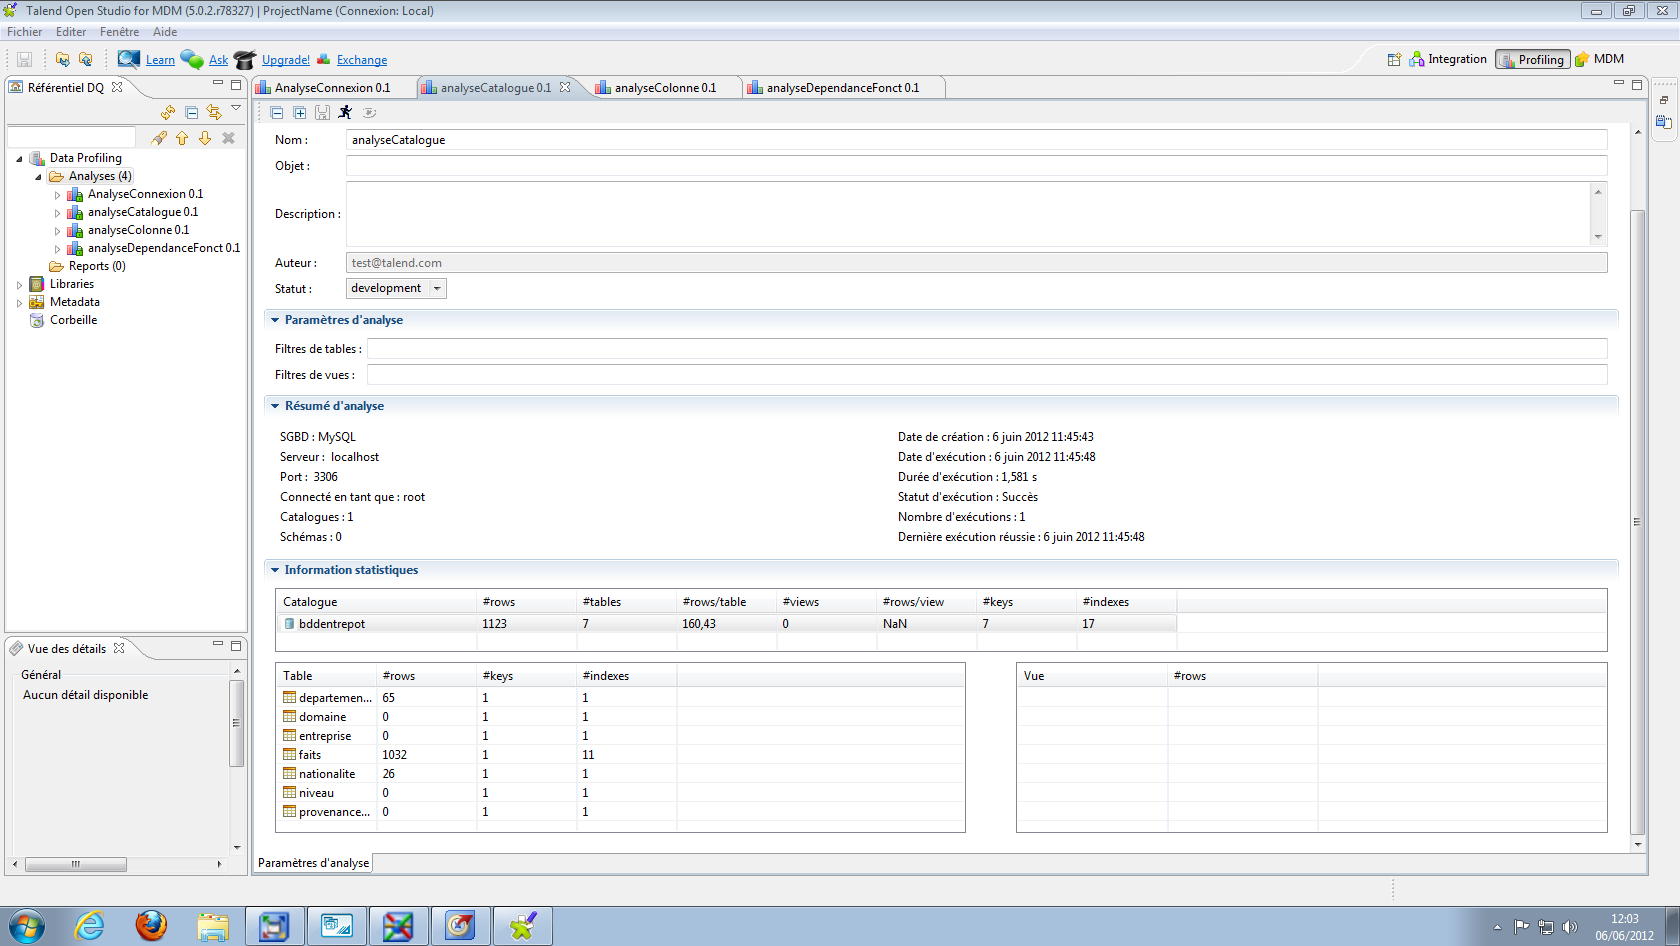 Talend Open Studio for MDM (5.0.2.r78327) | ProjectName (Connexion: Local)
Fichier Editer Fenêtre Aide
Learn Ask Upgrade! Exchange Integration Profiling MDM
Référentiel DQ
AnalyseConnexion 0.1 analyseCatalogue 0.1 analyseColonne 0.1 analyseDependanceFonct 0.1
Data Profiling
Analyses (4)
AnalyseConnexion 0.1
analyseCatalogue 0.1
analyseColonne 0.1
analyseDependanceFonct 0.1
Reports (0)
Libraries
Metadata
Corbeille
Vue des détails
Général
Aucun détail disponible
Nom : analyseCatalogue
Objet :
Description :
Auteur : test@talend.com
Statut : development
Paramètres d'analyse
Filtres de tables :
Filtres de vues :
Résumé d'analyse
SGBD : MySQL
Serveur : localhost
Port : 3306
Connecté en tant que : root
Catalogues : 1
Schémas : 0
Date de création : 6 juin 2012 11:45:43
Date d'exécution : 6 juin 2012 11:45:48
Durée d'exécution : 1,581 s
Statut d'exécution : Succès
Nombre d'exécutions : 1
Dernière exécution réussie : 6 juin 2012 11:45:48
Information statistiques
Catalogue #rows #tables #rows/table #views #rows/view #keys #indexes
bddentrepot 1123 7 160,43 0 NaN 7 17
Table #rows #keys #indexes
departemen... 65 1 1
domaine 0 1 1
entreprise 0 1 1
faits 1032 1 11
nationalite 26 1 1
niveau 0 1 1
provenance... 0 1 1
Vue #rows
Paramètres d'analyse
12:03
06/06/2012